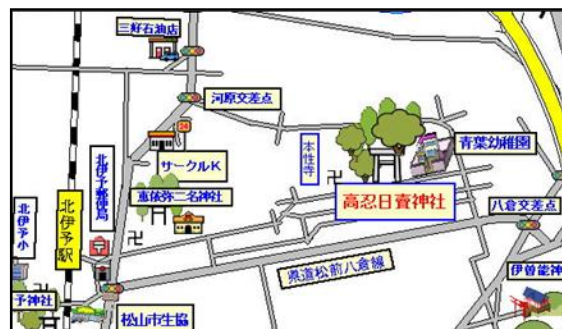 三好石油店
河原交差点
24
サークルK
本性寺
青葉幼稚園
恵依弥二名神社
北伊予郵便局
北伊予駅
北伊予小
高忍日賣神社
八倉交差点
県道松前八倉線
伊曽能神
予神社
松山市生協